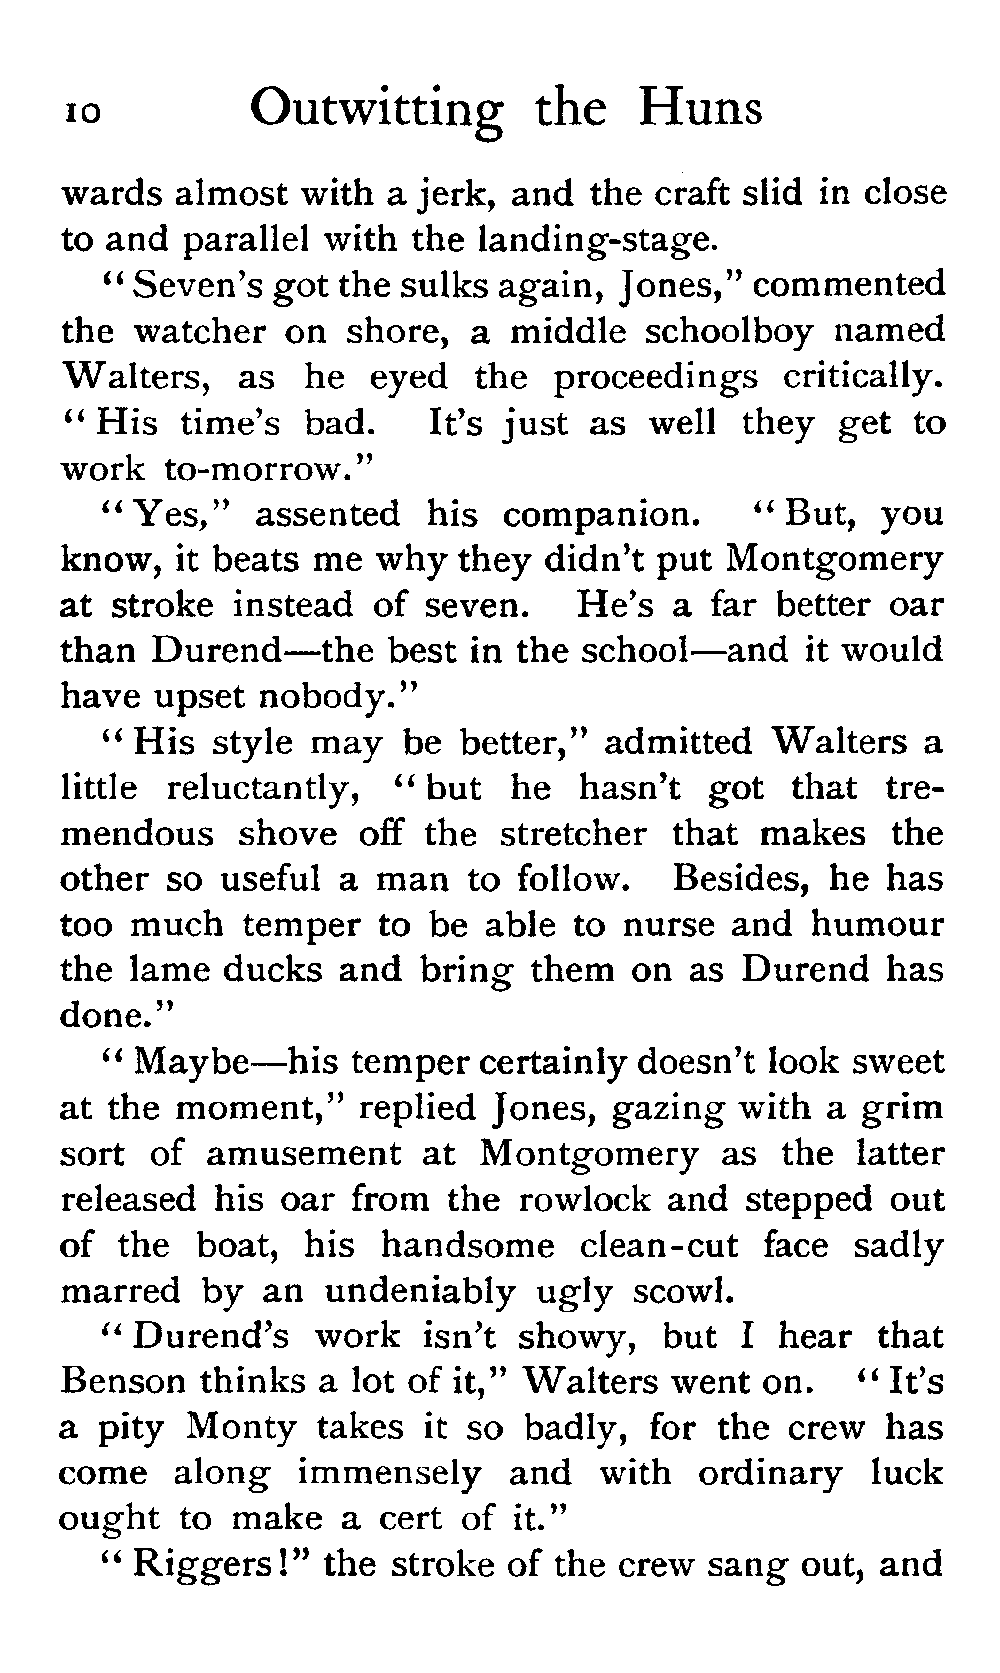 10 Outwitting the Huns
wards almost with a jerk, and the craft slid in close
to and parallel with the landing-stage.
"Seven's got the sulks again, Jones," commented
the watcher on shore, a middle schoolboy named
Walters, as he eyed the proceedings critically.
"His time's bad. It's just as well they get to
work to-morrow."
"Yes," assented his companion. "But, you
know, it beats me why they didn't put Montgomery
at stroke instead of seven. He's a far better oar
than Durend—the best in the school—and it would
have upset nobody."
"His style may be better," admitted Walters a
little reluctantly, "but he hasn't got that tre-
mendous shove off the stretcher that makes the
other so useful a man to follow. Besides, he has
too much temper to be able to nurse and humour
the lame ducks and bring them on as Durend has
done."
"Maybe—his temper certainly doesn't look sweet
at the moment," replied Jones, gazing with a grim
sort of amusement at Montgomery as the latter
released his oar from the rowlock and stepped out
of the boat, his handsome clean-cut face sadly
marred by an undeniably ugly scowl.
"Durend's work isn't showy, but I hear that
Benson thinks a lot of it," Walters went on. "It's
a pity Monty takes it so badly, for the crew has
come along immensely and with ordinary luck
ought to make a cert of it."
"Riggers!" the stroke of the crew sang out, and